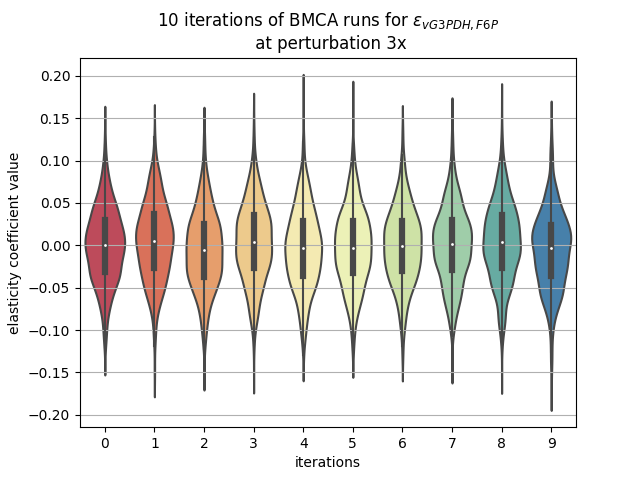 10 iterations of BMCA runs for ε_{vG3PDH,F6P}
at perturbation 3x
elasticity coefficient value
0.20
0.15
0.10
0.05
0.00
−0.05
−0.10
−0.15
−0.20
0 1 2 3 4 5 6 7 8 9
iterations